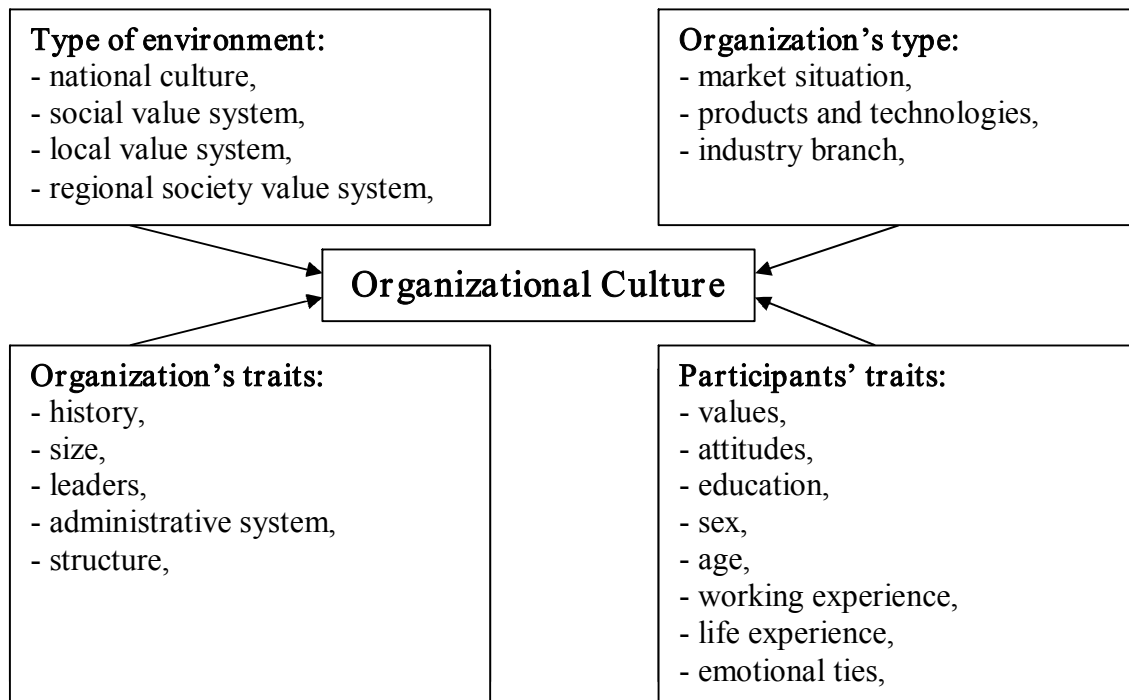 Type of environment:
- national culture,
- social value system,
- local value system,
- regional society value system,
Organization’s type:
- market situation,
- products and technologies,
- industry branch,
Organizational Culture
Organization’s traits:
- history,
- size,
- leaders,
- administrative system,
- structure,
Participants’ traits:
- values,
- attitudes,
- education,
- sex,
- age,
- working experience,
- life experience,
- emotional ties,